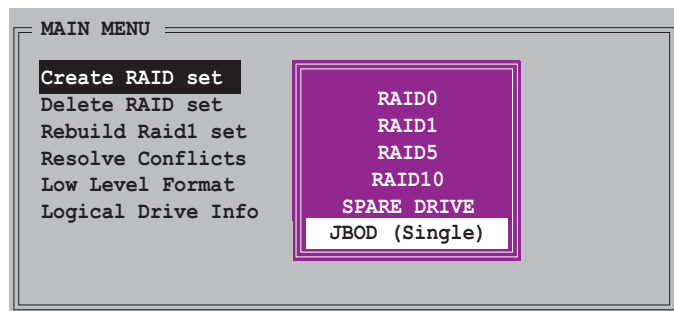 MAIN MENU
Create RAID set
Delete RAID set
Rebuild Raid1 set
Resolve Conflicts
Low Level Format
Logical Drive Info
RAID0
RAID1
RAID5
RAID10
SPARE DRIVE
JBOD (Single)